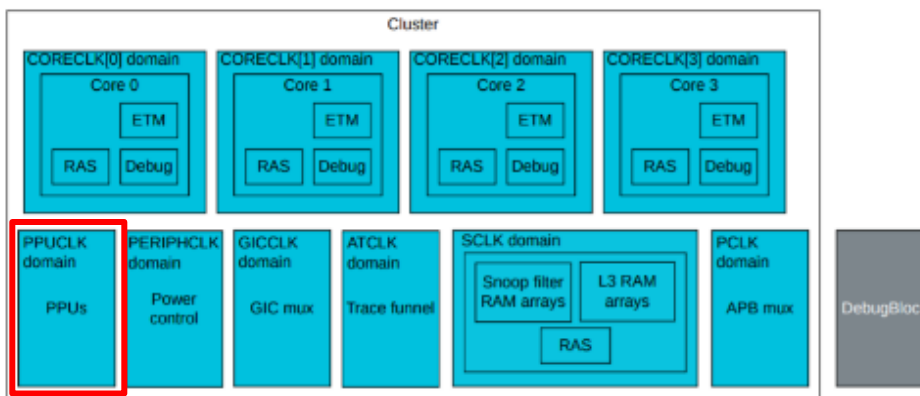 Cluster
CORECLK[0] domain
Core 0
ETM
RAS
Debug
CORECLK[1] domain
Core 1
ETM
RAS
Debug
CORECLK[2] domain
Core 2
ETM
RAS
Debug
CORECLK[3] domain
Core 3
ETM
RAS
Debug
PPUCLK
domain
PPUs
PERIPHCLK
domain
Power
control
GICCLK
domain
GIC mux
ATCLK
domain
Trace funnel
SCLK domain
Snoop filter
RAM arrays
L3 RAM
arrays
RAS
PCLK
domain
APB mux
DebugBloc